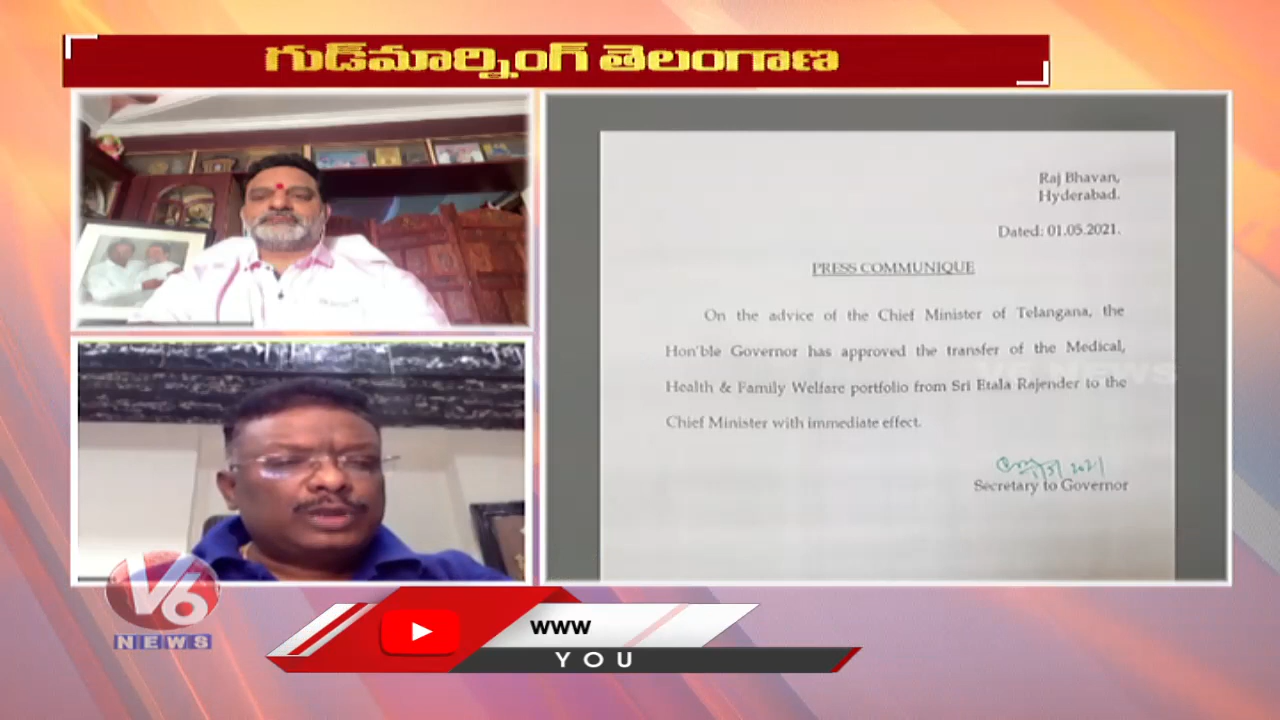 గుడ్‌మార్నింగ్ తెలంగాణ
Raj Bhavan,
Hyderabad.
Dated: 01.05.2021.
PRESS COMMUNIQUE
On the advice of the Chief Minister of Telangana, the
Hon'ble Governor has approved the transfer of the Medical,
Health & Family Welfare portfolio from Sri Etala Rajender to the
Chief Minister with immediate effect.
Secretary to Governor
V6 NEWS
V6
NEWS
www
YOU